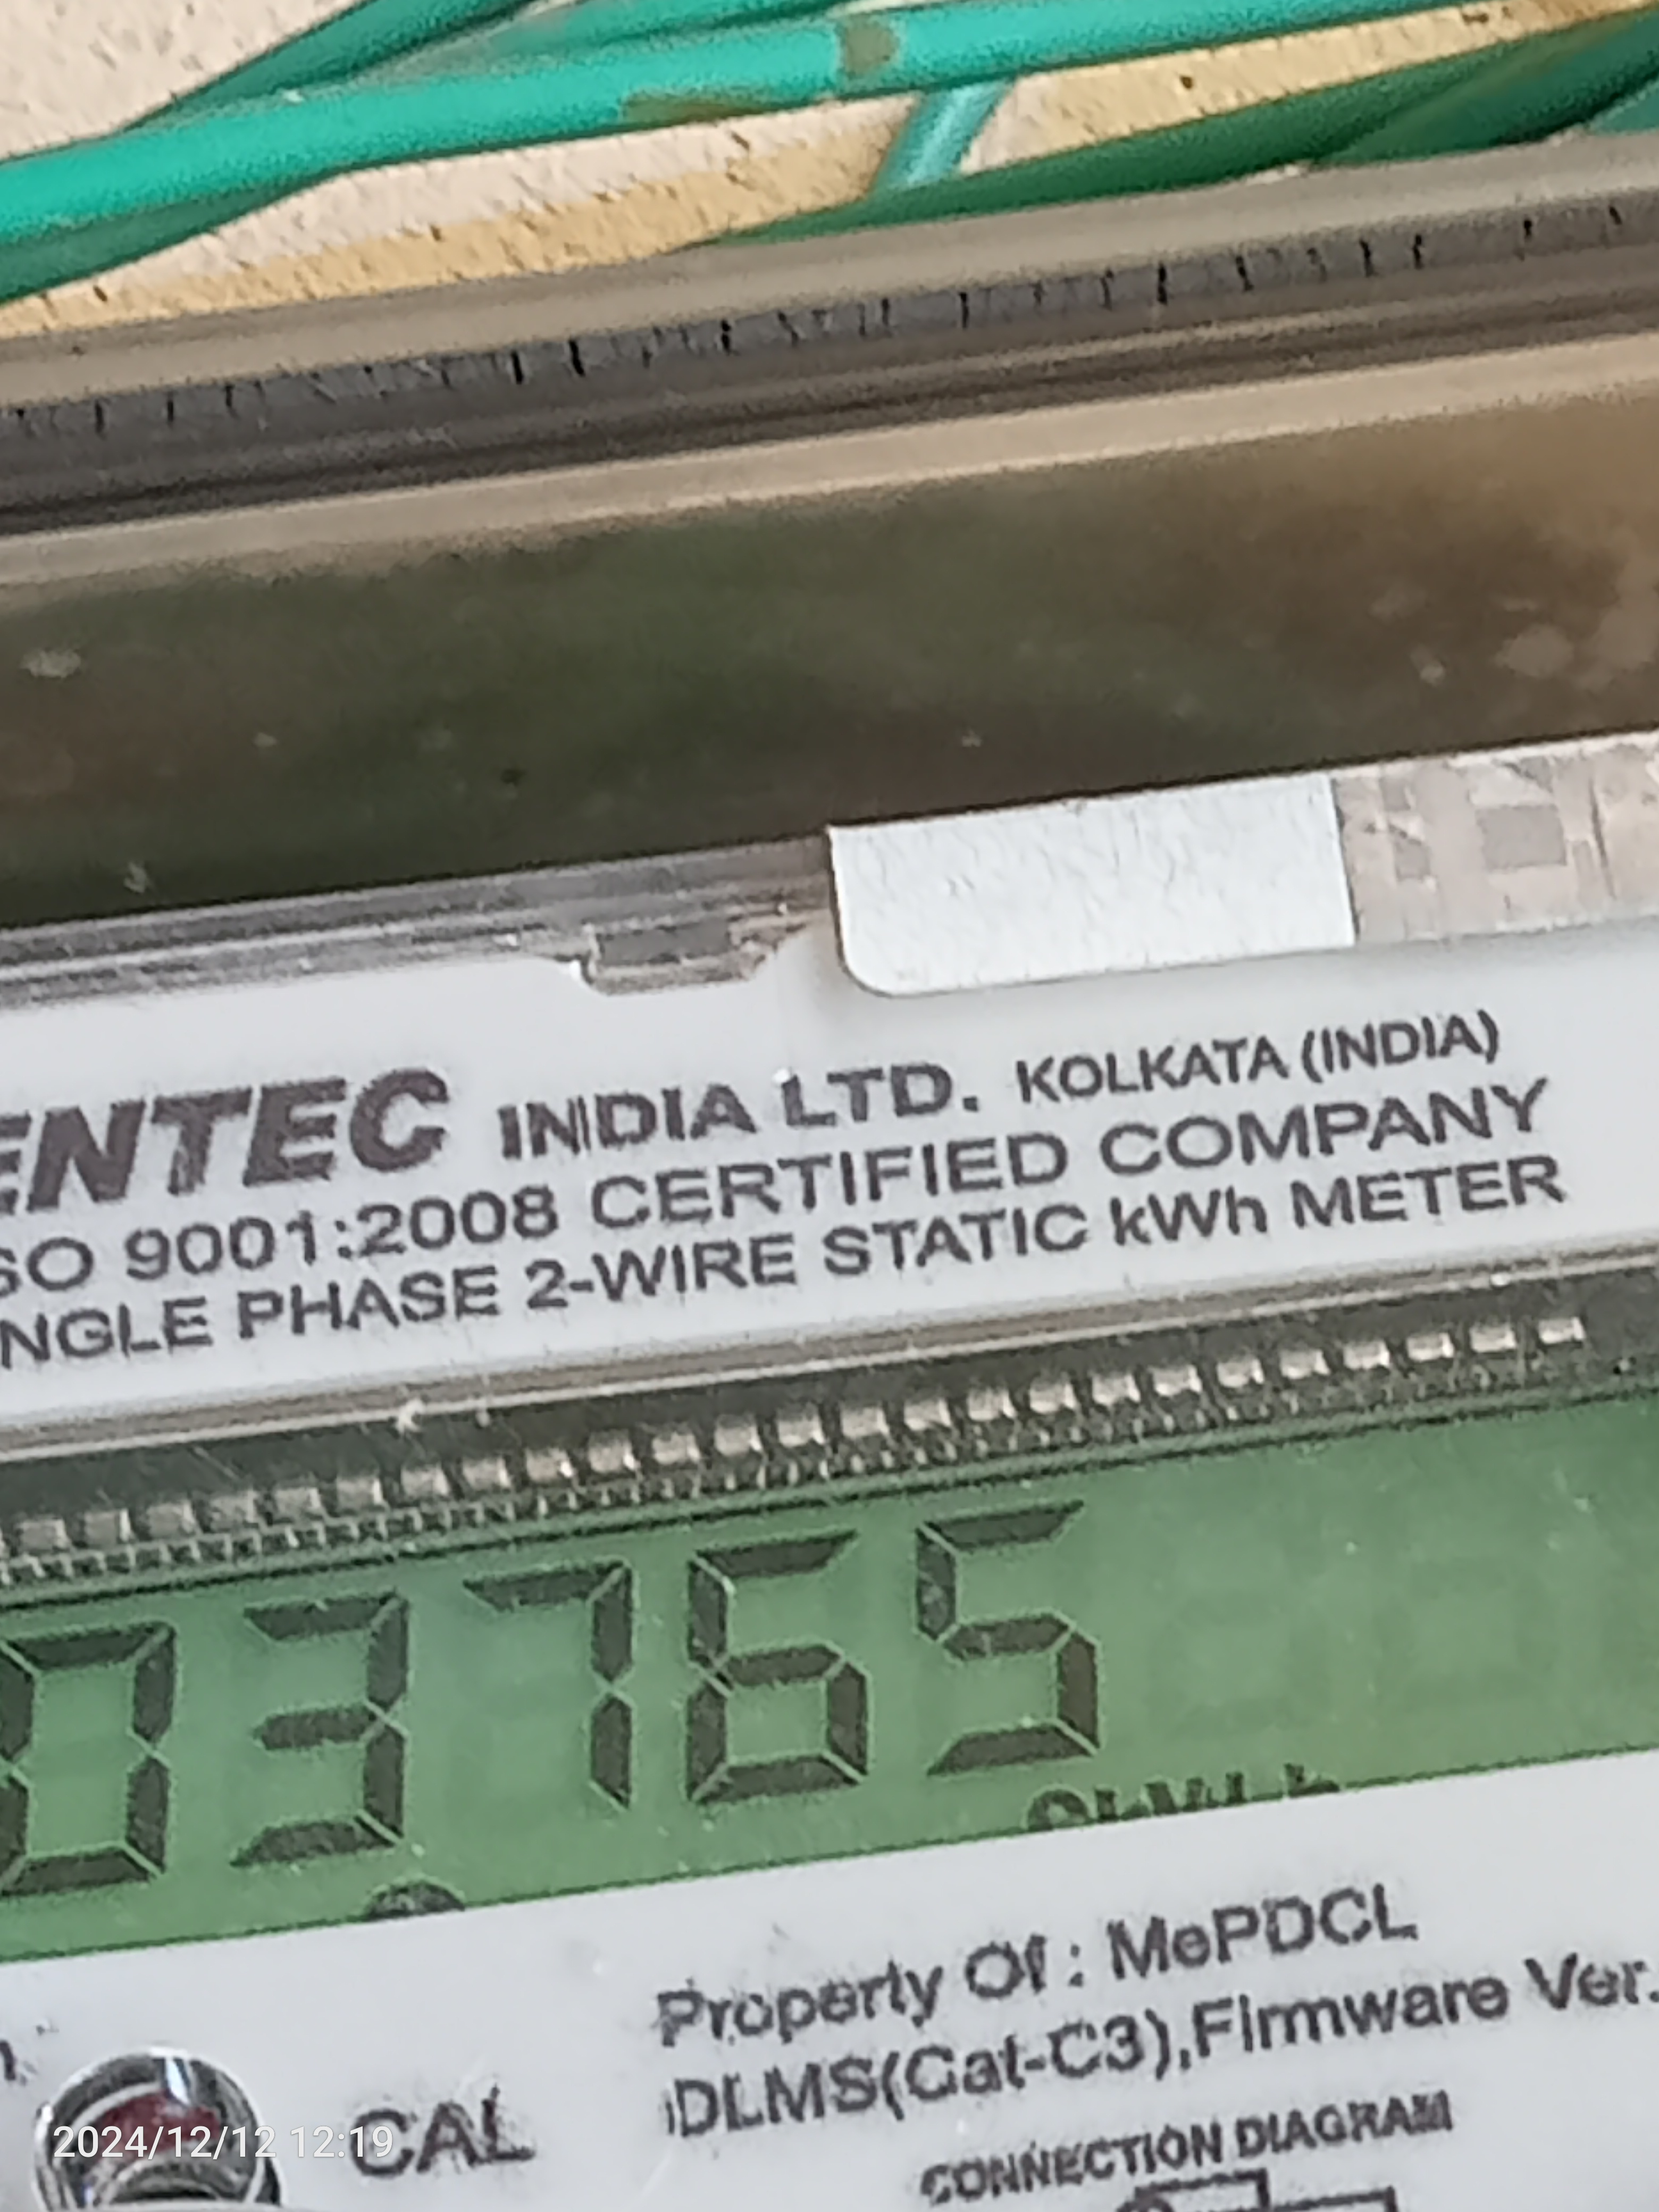 ENTEC INDIA LTD. KOLKATA (INDIA)
SO 9001:2008 CERTIFIED COMPANY
NGLE PHASE 2-WIRE STATIC kWh METER
03765
Property Of : MePDCL
DLMS(Cat-C3),Firmware Ver.
CAL
CONNECTION DIAGRAM
2024/12/12 12:19